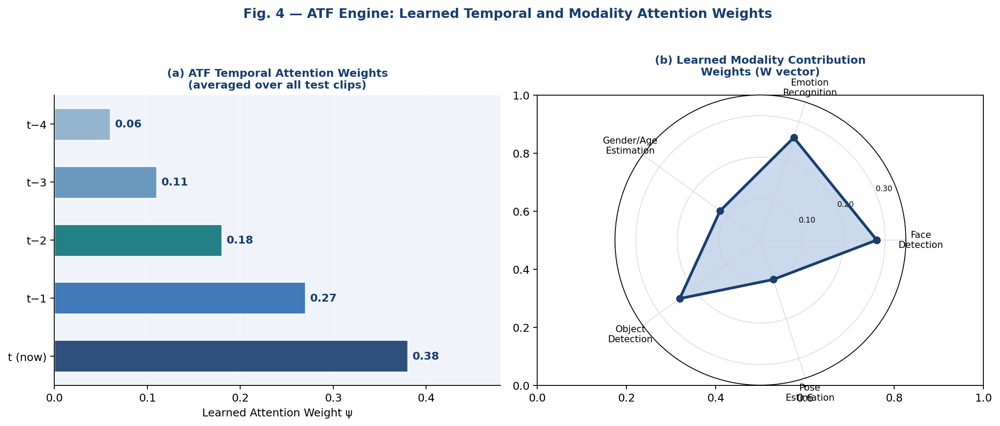 Fig. 4 — ATF Engine: Learned Temporal and Modality Attention Weights
(a) ATF Temporal Attention Weights
(averaged over all test clips)
t−4
0.06
t−3
0.11
t−2
0.18
t−1
0.27
t (now)
0.38
0.0
0.1
0.2
0.3
0.4
Learned Attention Weight ψ
(b) Learned Modality Contribution
Weights (W vector)
Emotion
Recognition
Gender/Age
Estimation
Face
Detection
Object
Detection
Pose
Estimation
0.30
0.20
0.10
1.0
0.8
0.6
0.4
0.2
0.0
0.0
0.2
0.4
0.6
0.8
1.0